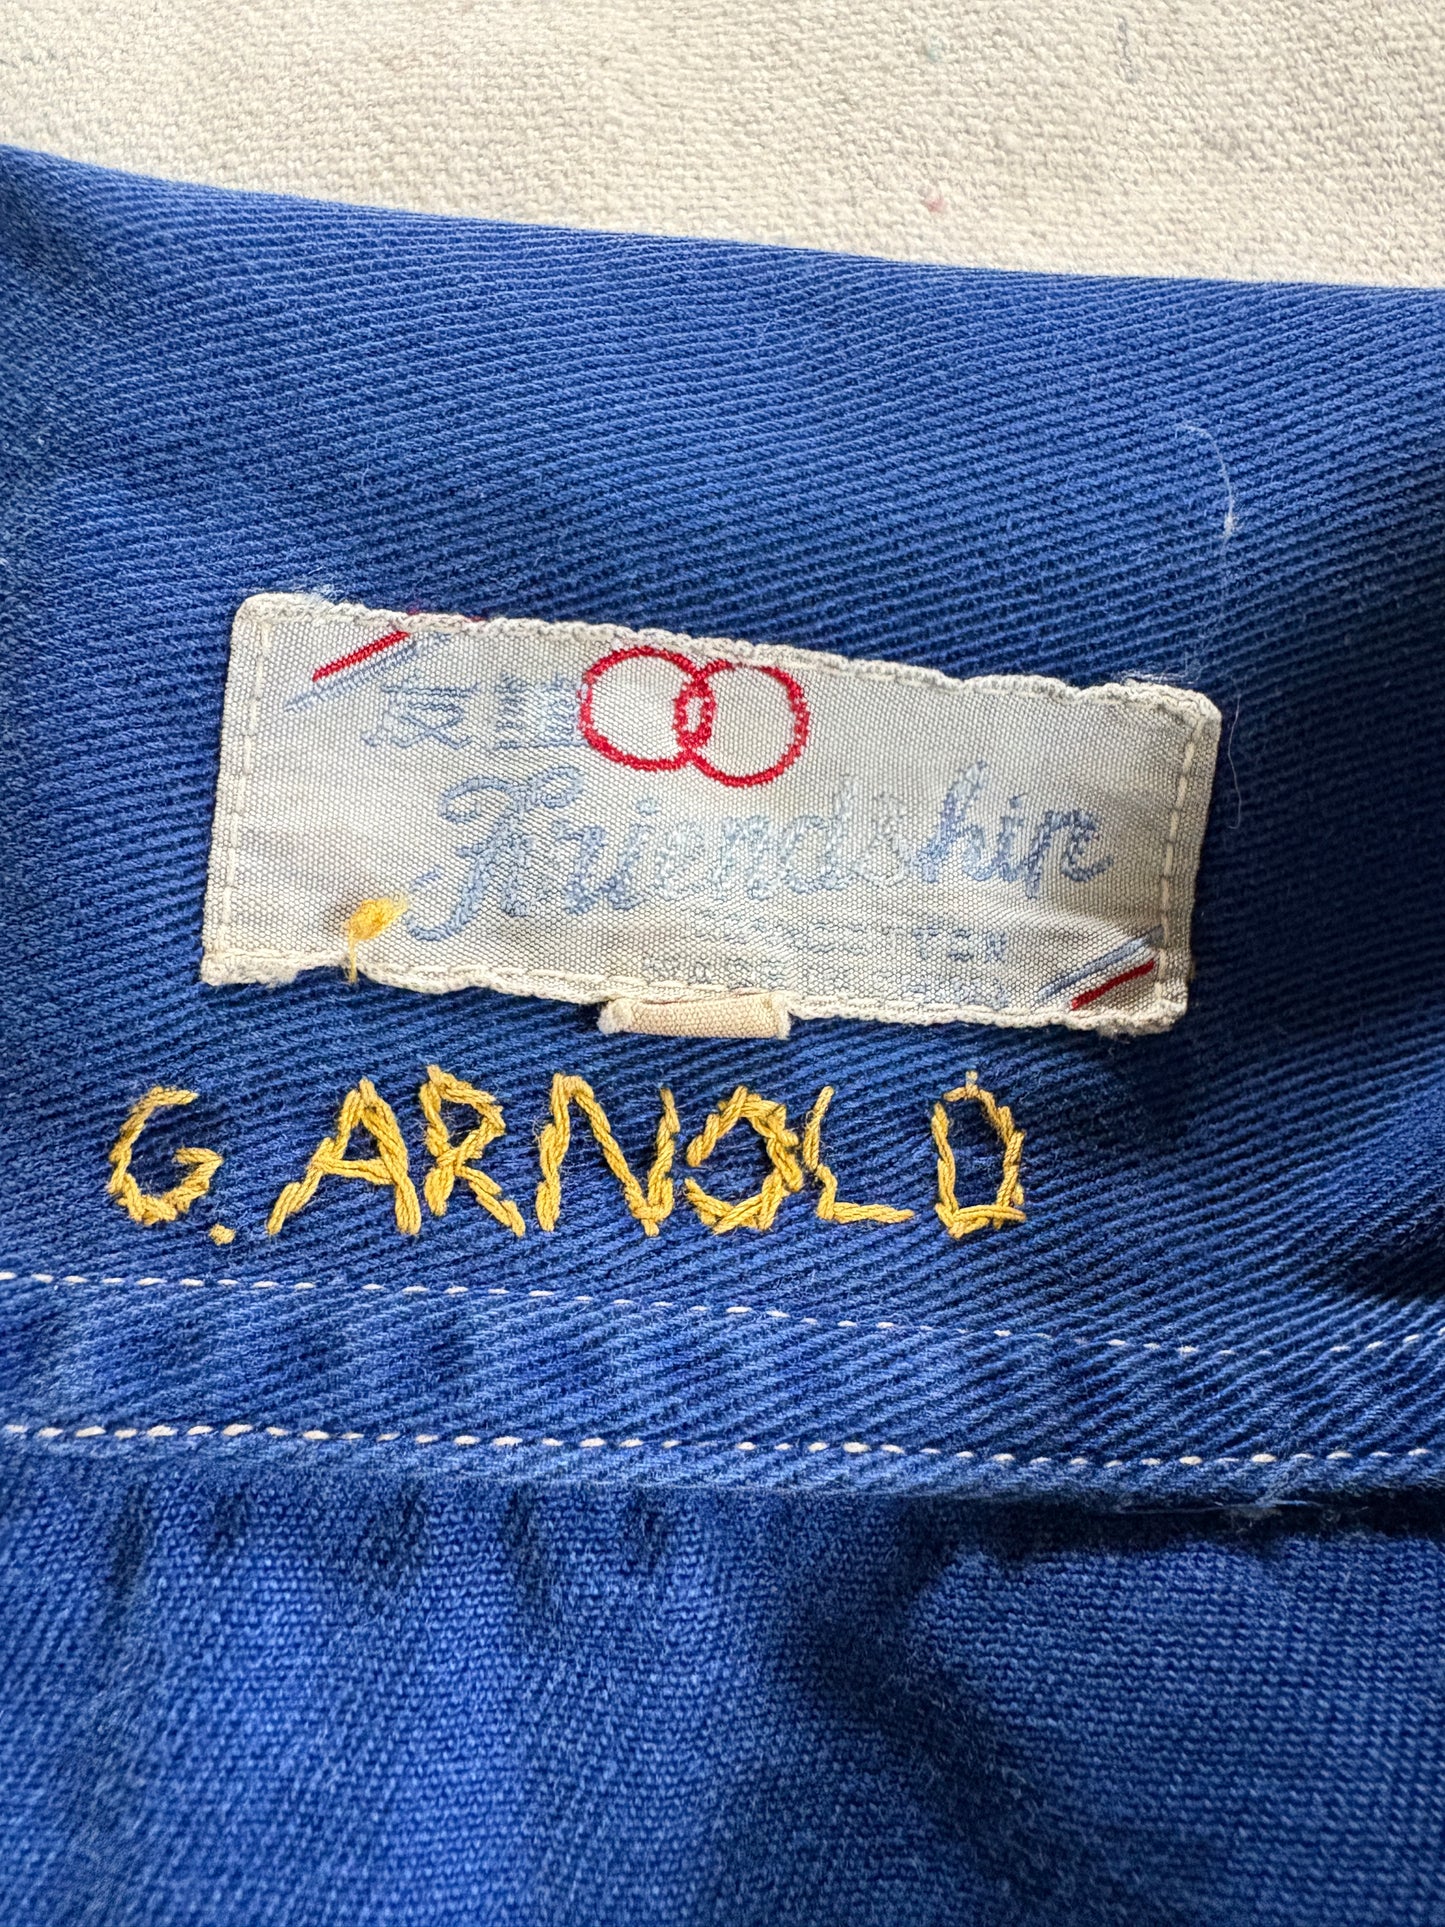 友誼
Friendship
G. ARNOLD